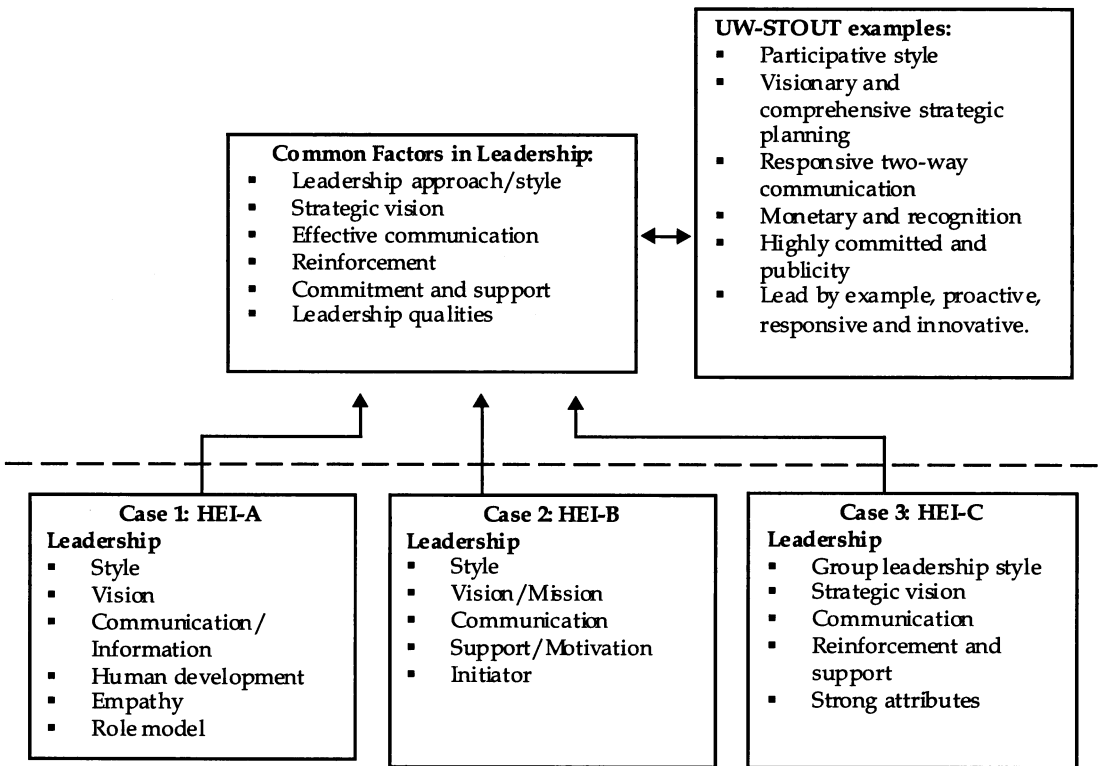 UW-STOUT examples:
▪ Participative style
▪ Visionary and
comprehensive strategic
planning
▪ Responsive two-way
communication
▪ Monetary and recognition
▪ Highly committed and
publicity
▪ Lead by example, proactive,
responsive and innovative.
Common Factors in Leadership:
▪ Leadership approach/style
▪ Strategic vision
▪ Effective communication
▪ Reinforcement
▪ Commitment and support
▪ Leadership qualities
Case 1: HEI-A
Leadership
▪ Style
▪ Vision
▪ Communication/
Information
▪ Human development
▪ Empathy
▪ Role model
Case 2: HEI-B
Leadership
▪ Style
▪ Vision/Mission
▪ Communication
▪ Support/Motivation
▪ Initiator
Case 3: HEI-C
Leadership
▪ Group leadership style
▪ Strategic vision
▪ Communication
▪ Reinforcement and
support
▪ Strong attributes